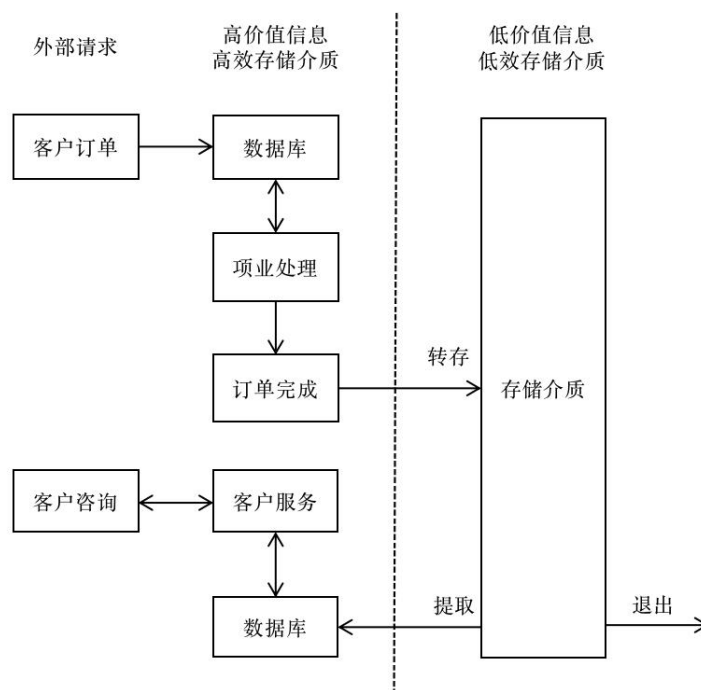 外部请求
高价值信息
高效存储介质
低价值信息
低效存储介质
客户订单
数据库
项业处理
订单完成
转存
存储介质
客户咨询
客户服务
数据库
提取
退出